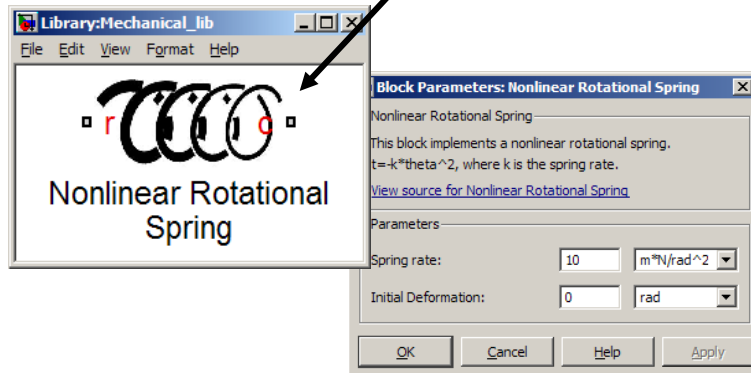 Library:Mechanical_lib
File Edit View Format Help
r c
Nonlinear Rotational
Spring
Block Parameters: Nonlinear Rotational Spring
Nonlinear Rotational Spring
This block implements a nonlinear rotational spring.
t=-k*theta^2, where k is the spring rate.
View source for Nonlinear Rotational Spring
Parameters
Spring rate: 10 m*N/rad^2
Initial Deformation: 0 rad
OK Cancel Help Apply